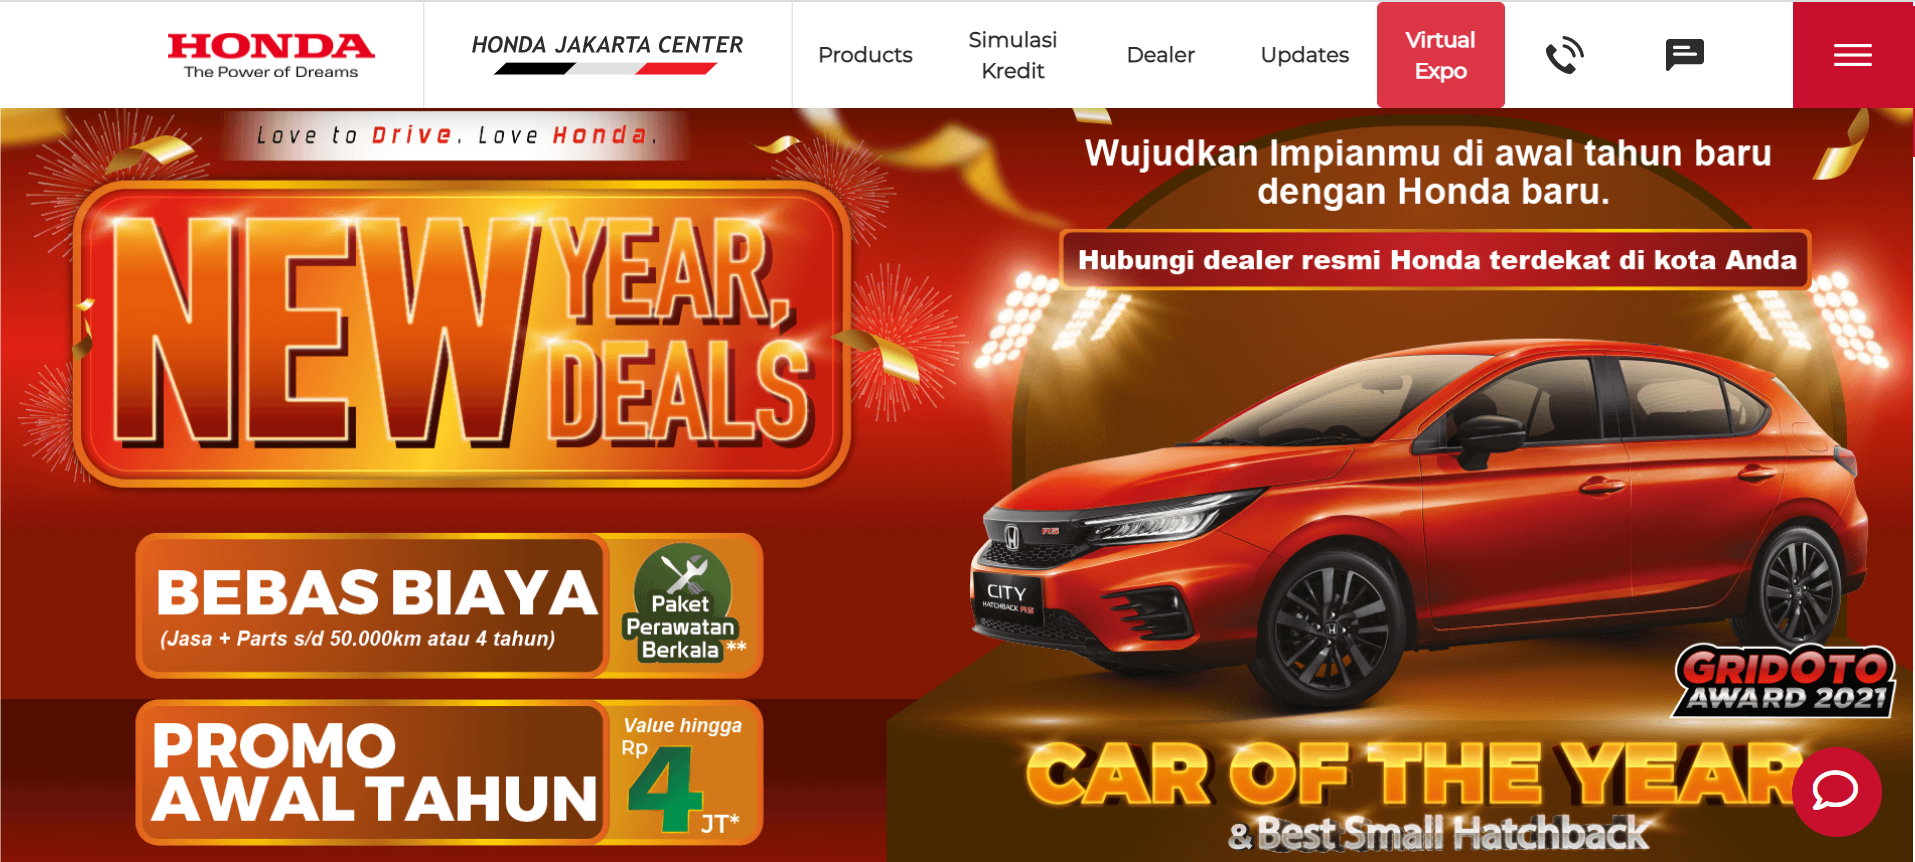 HONDA
The Power of Dreams
HONDA JAKARTA CENTER
Products
Simulasi
Kredit
Dealer
Updates
Virtual
Expo
Love to Drive. Love Honda.
NEW YEAR,
DEALS
Wujudkan Impianmu di awal tahun baru
dengan Honda baru.
Hubungi dealer resmi Honda terdekat di kota Anda
BEBAS BIAYA
(Jasa + Parts s/d 50.000km atau 4 tahun)
Paket
Perawatan
Berkala **
PROMO
AWAL TAHUN
Value hingga
Rp
4
JT*
RS
CITY
HATCHBACK RS
GRIDOTO
AWARD 2021
CAR OF THE YEAR
& Best Small Hatchback